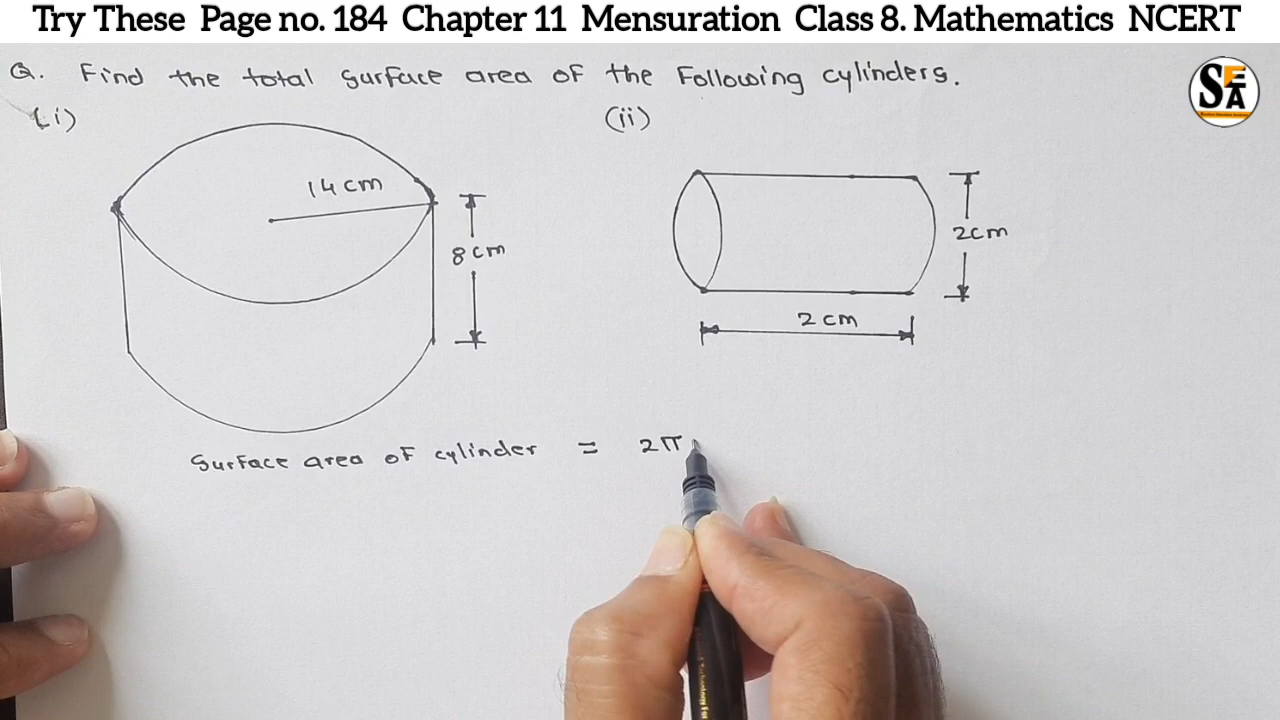 Try These Page no. 184 Chapter 11 Mensuration Class 8. Mathematics NCERT
Q. Find the total surface area of the following cylinders.
(i) (ii)
14 cm
8 cm
2cm
2 cm
Surface area of cylinder = 2π
SEA